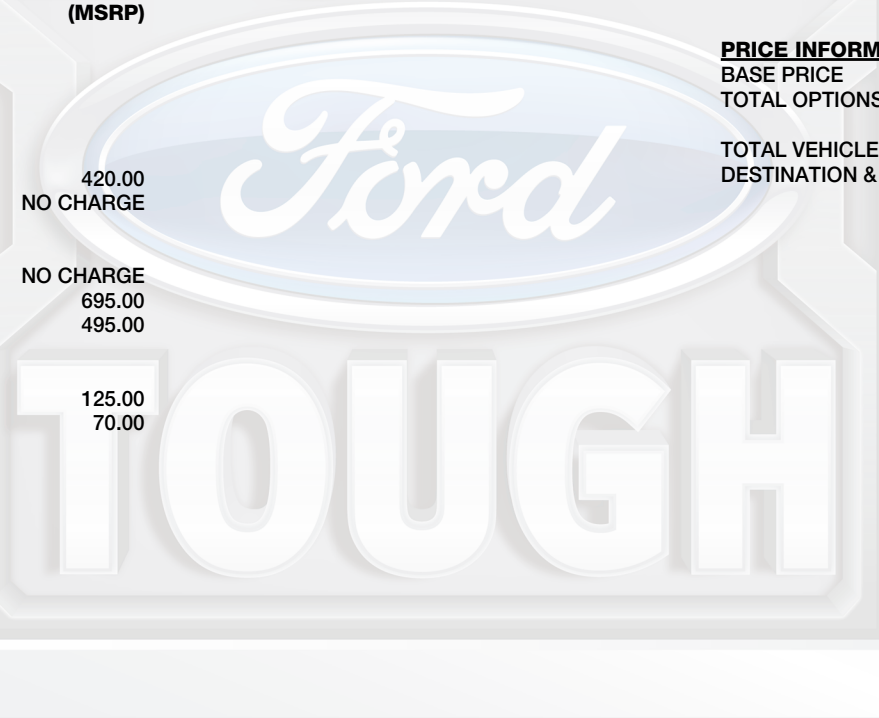 (MSRP)
420.00
NO CHARGE
NO CHARGE
695.00
495.00
125.00
70.00
PRICE INFORM
BASE PRICE
TOTAL OPTIONS
TOTAL VEHICLE
DESTINATION &
Ford
TOUGH